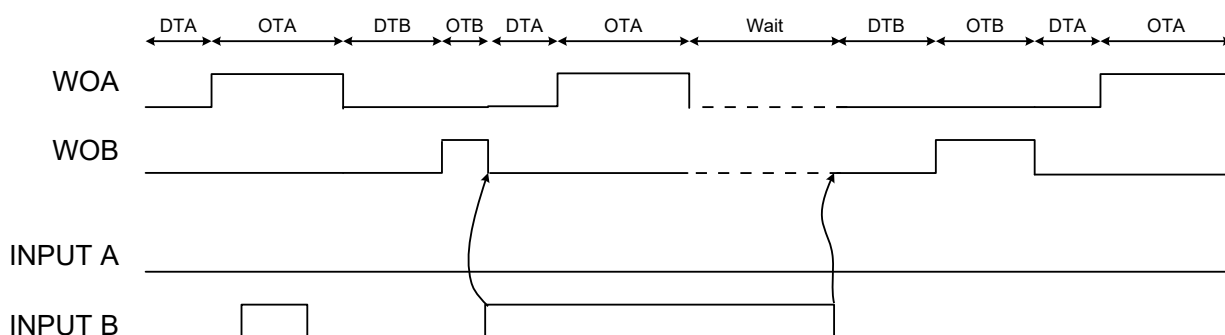 DTA OTA DTB OTB DTA OTA Wait DTB OTB DTA OTA
WOA
WOB
INPUT A
INPUT B